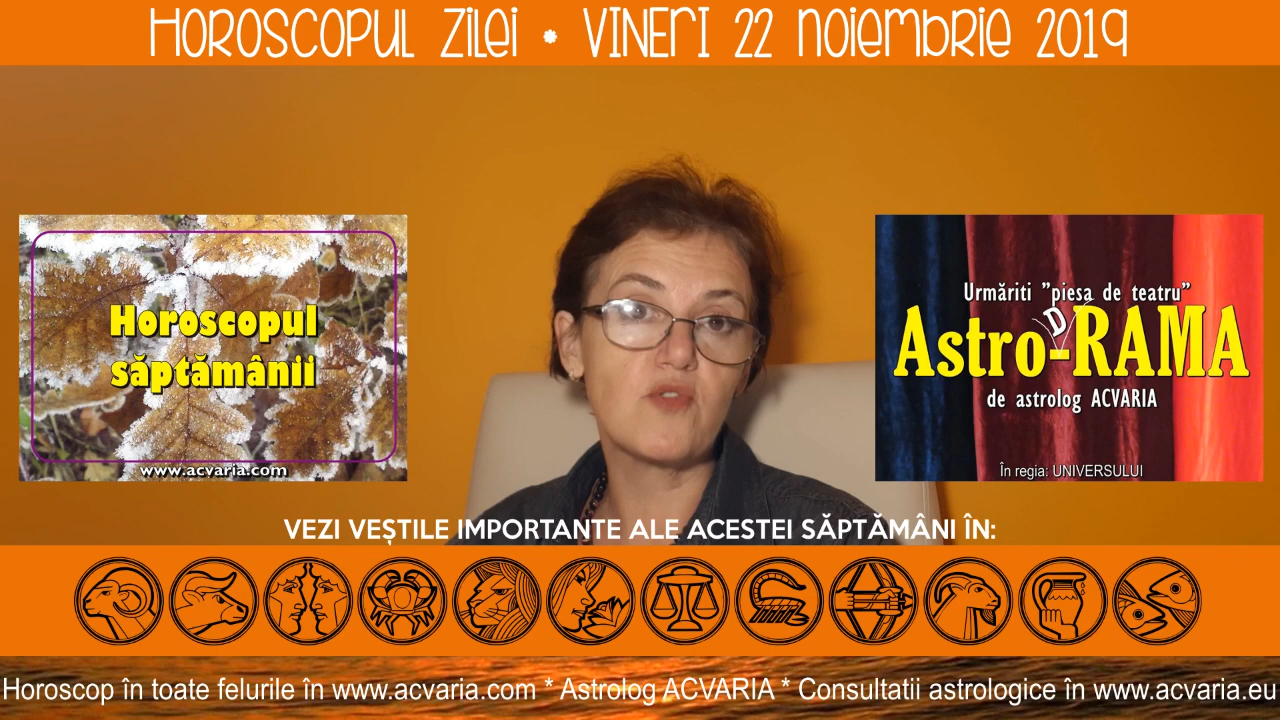 HOROSCOPUL ZILEI • VINERI 22 NOIEMBRIE 2019
Horoscopul
săptămânii
www.acvaria.com
Urmăriti ”piesa de teatru”
Astro-DRAMA
de astrolog ACVARIA
În regia: UNIVERSULUI
VEZI VEȘTILE IMPORTANTE ALE ACESTEI SĂPTĂMÂNI ÎN:
Horoscop în toate felurile în www.acvaria.com * Astrolog ACVARIA * Consultatii astrologice în www.acvaria.eu